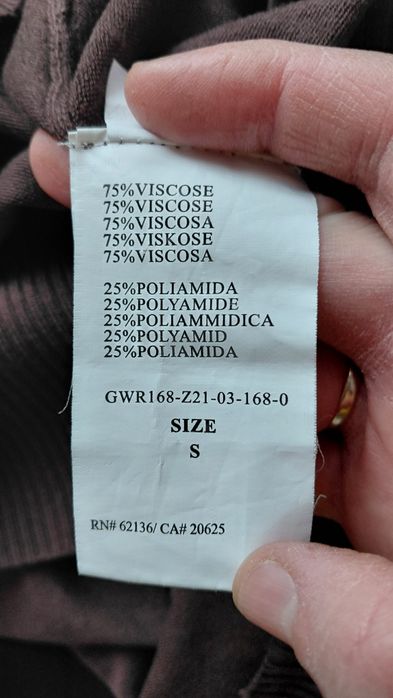 75%VISCOSE
75%VISCOSE
75%VISCOSA
75%VISKOSE
75%VISCOSA
25%POLIAMIDA
25%POLYAMIDE
25%POLIAMMIDICA
25%POLYAMID
25%POLIAMIDA
GWR168-Z21-03-168-0
SIZE
S
RN# 62136/ CA# 20625